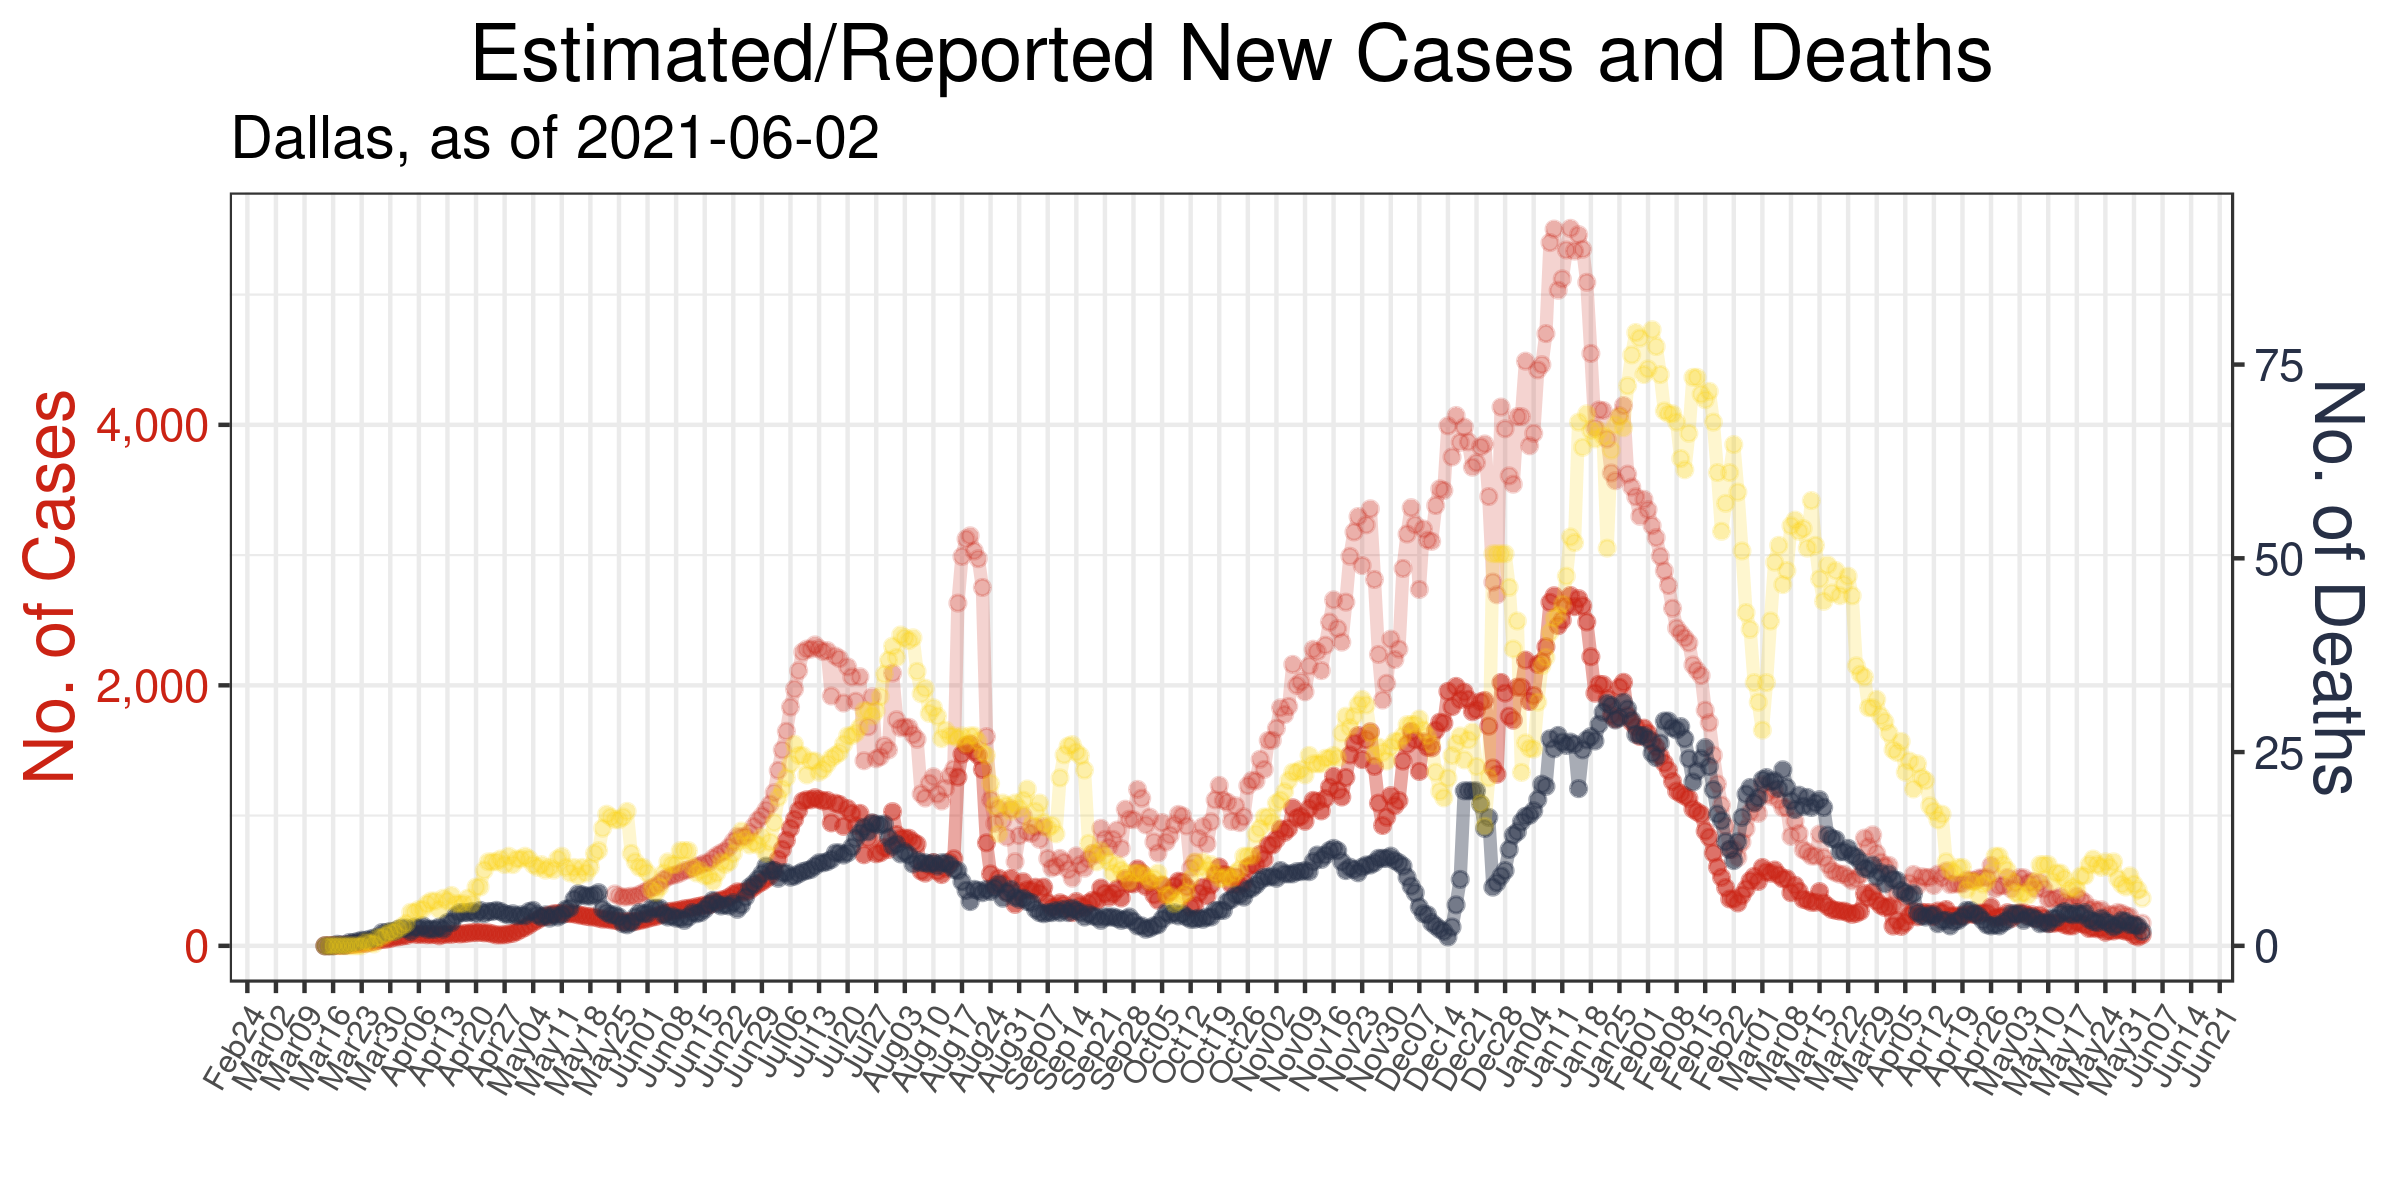 Estimated/Reported New Cases and Deaths
Dallas, as of 2021-06-02
No. of Cases
4,000
2,000
0
No. of Deaths
75
50
25
0
Feb24
Mar02
Mar09
Mar16
Mar23
Mar30
Apr06
Apr13
Apr20
Apr27
May04
May11
May18
May25
Jun01
Jun08
Jun15
Jun22
Jun29
Jul06
Jul13
Jul20
Jul27
Aug03
Aug10
Aug17
Aug24
Aug31
Sep07
Sep14
Sep21
Sep28
Oct05
Oct12
Oct19
Oct26
Nov02
Nov09
Nov16
Nov23
Nov30
Dec07
Dec14
Dec21
Dec28
Jan04
Jan11
Jan18
Jan25
Feb01
Feb08
Feb15
Feb22
Mar01
Mar08
Mar15
Mar22
Mar29
Apr05
Apr12
Apr19
Apr26
May03
May10
May17
May24
May31
Jun07
Jun14
Jun21